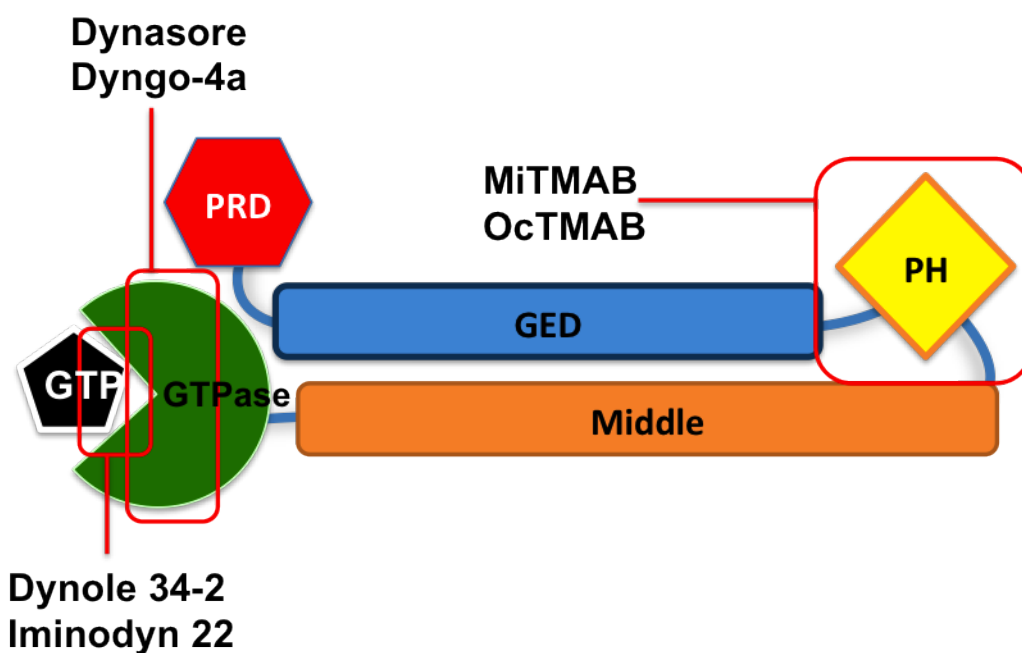 Dynasore
Dyngo-4a
PRD
MiTMAB
OcTMAB
PH
GED
GTP
GTPase
Middle
Dynole 34-2
Iminodyn 22